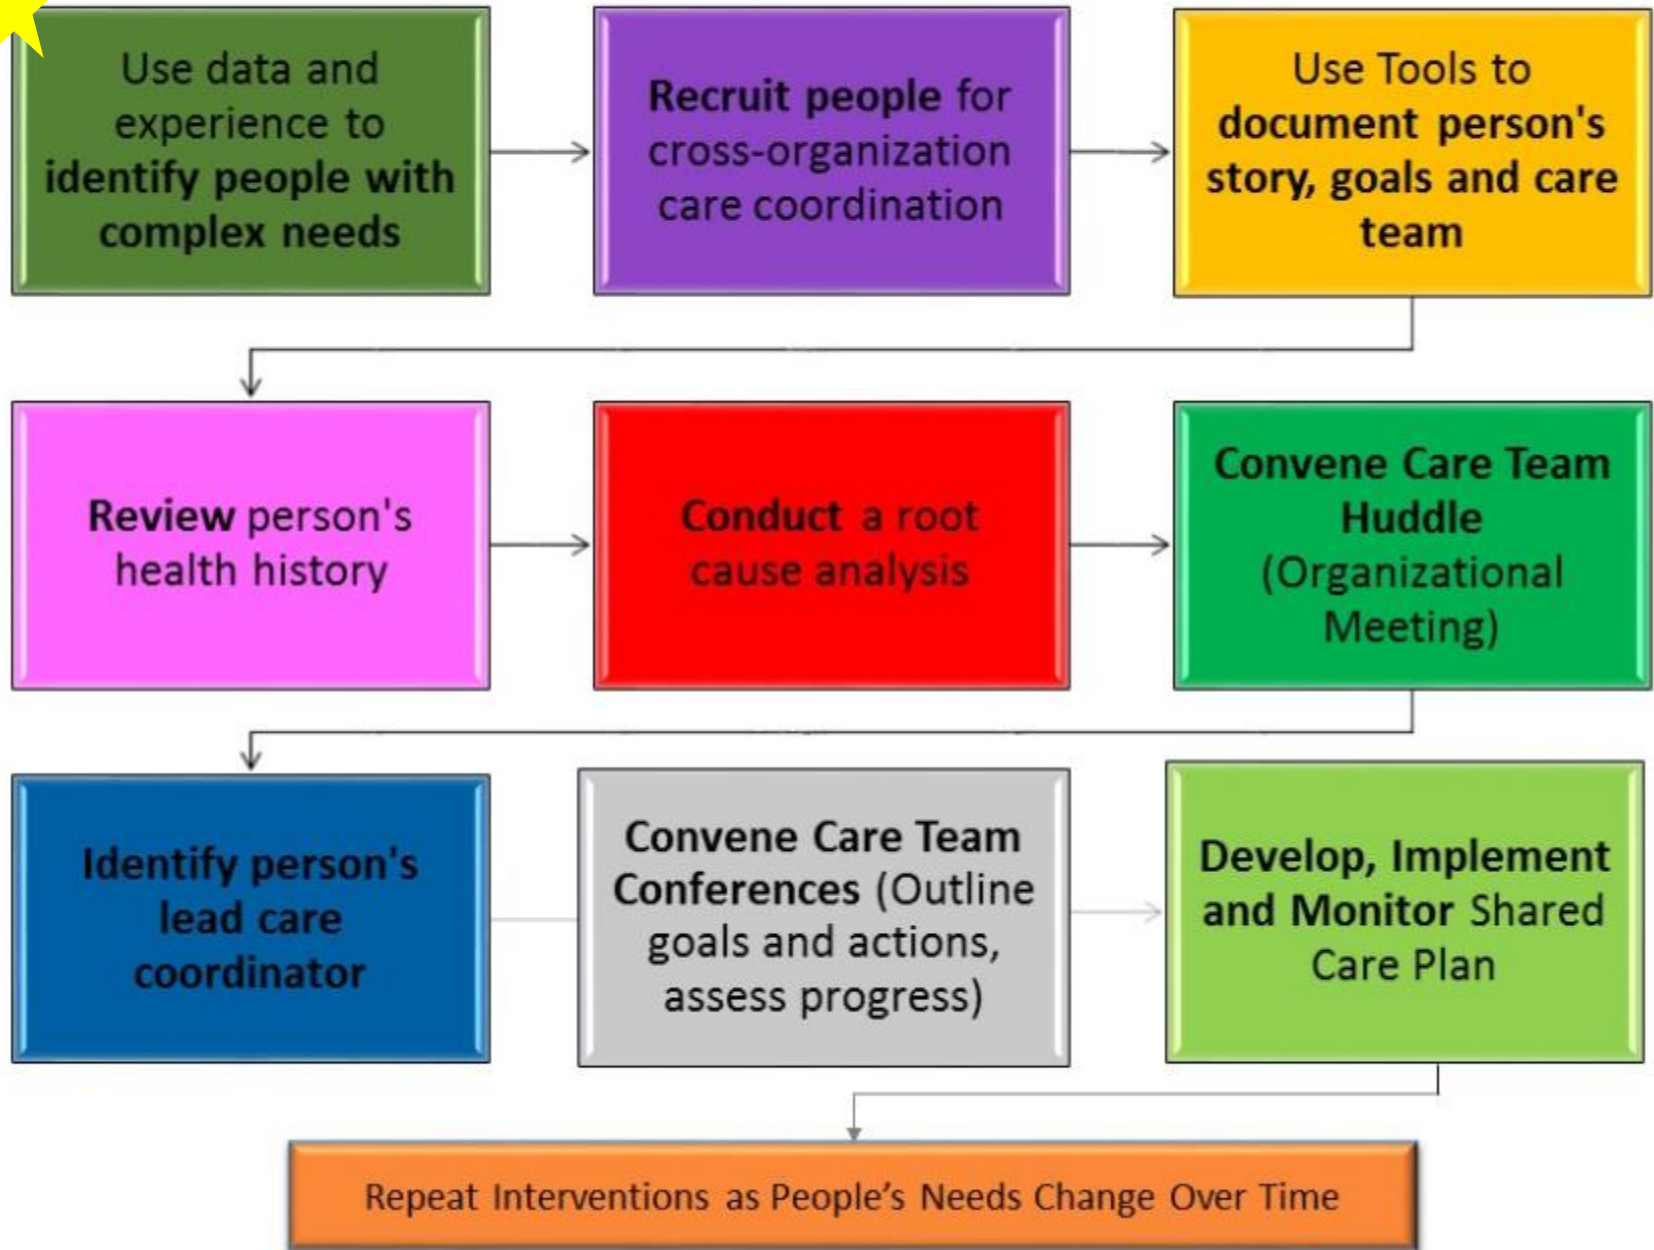 Use data and
experience to
identify people with
complex needs
Recruit people for
cross-organization
care coordination
Use Tools to
document person's
story, goals and care
team
Review person's
health history
Conduct a root
cause analysis
Convene Care Team
Huddle
(Organizational
Meeting)
Identify person's
lead care
coordinator
Convene Care Team
Conferences (Outline
goals and actions,
assess progress)
Develop, Implement
and Monitor Shared
Care Plan
Repeat Interventions as People’s Needs Change Over Time